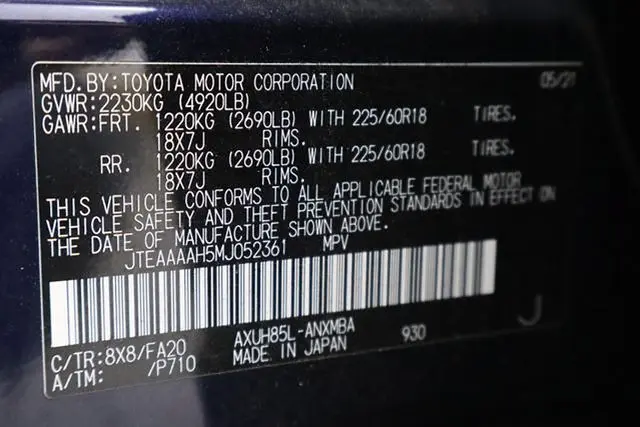 MFD.BY:TOYOTA MOTOR CORPORATION 05/21
GVWR:2230KG (4920LB)
GAWR:FRT. 1220KG (2690LB) WITH 225/60R18 TIRES.
18X7J RIMS.
RR. 1220KG (2690LB) WITH 225/60R18 TIRES.
18X7J RIMS.
THIS VEHICLE CONFORMS TO ALL APPLICABLE FEDERAL MOTOR
VEHICLE SAFETY AND THEFT PREVENTION STANDARDS IN EFFECT ON
THE DATE OF MANUFACTURE SHOWN ABOVE.
JTEAAAAH5MJ052361 MPV
J
AXUH85L-ANXMBA 930
C/TR:8X8/FA20 MADE IN JAPAN
A/TM: /P710